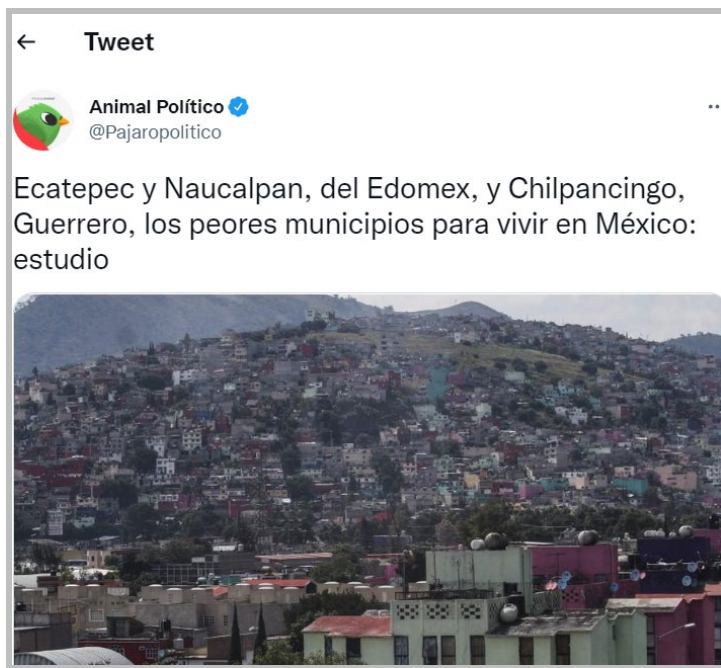 ← Tweet
Animal Político
@Pajaropolitico
Ecatepec y Naucalpan, del Edomex, y Chilpancingo,
Guerrero, los peores municipios para vivir en México:
estudio